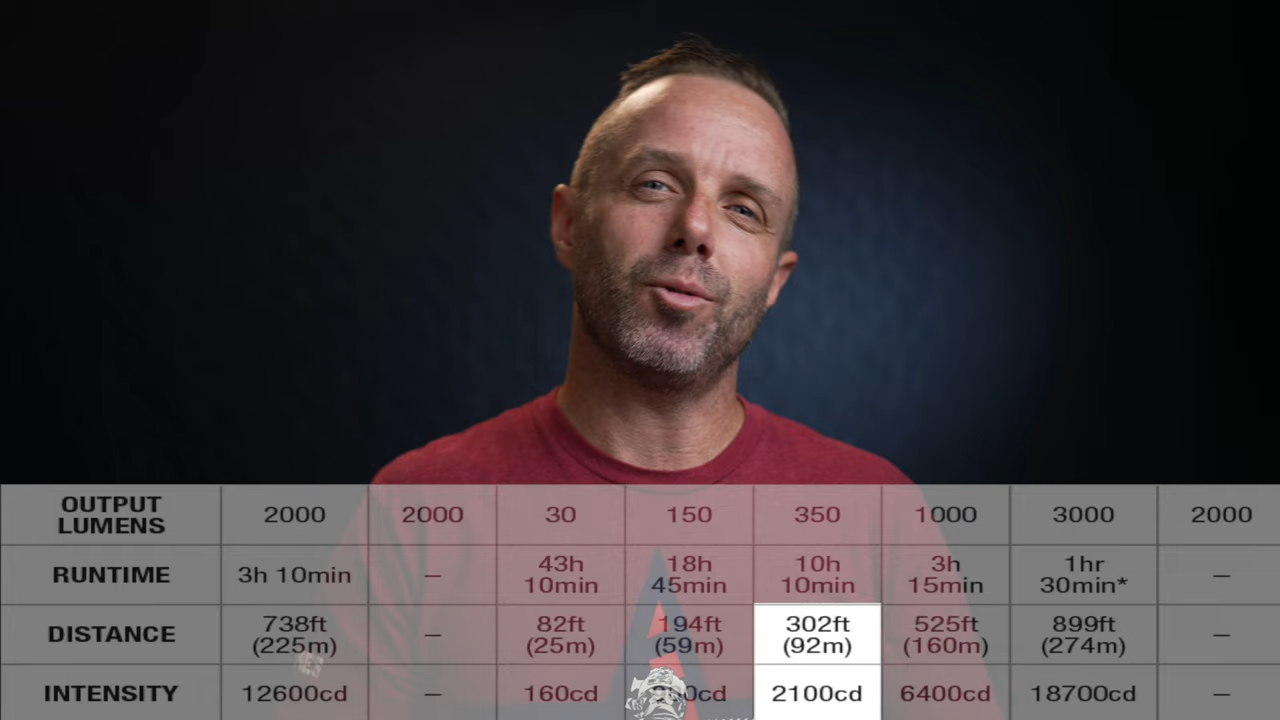 OUTPUT LUMENS 2000 2000 30 150 350 1000 3000 2000
RUNTIME 3h 10min — 43h 10min 18h 45min 10h 10min 3h 15min 1hr 30min* —
DISTANCE 738ft (225m) — 82ft (25m) 194ft (59m) 302ft (92m) 525ft (160m) 899ft (274m) —
INTENSITY 12600cd — 160cd 2100cd 6400cd 18700cd —